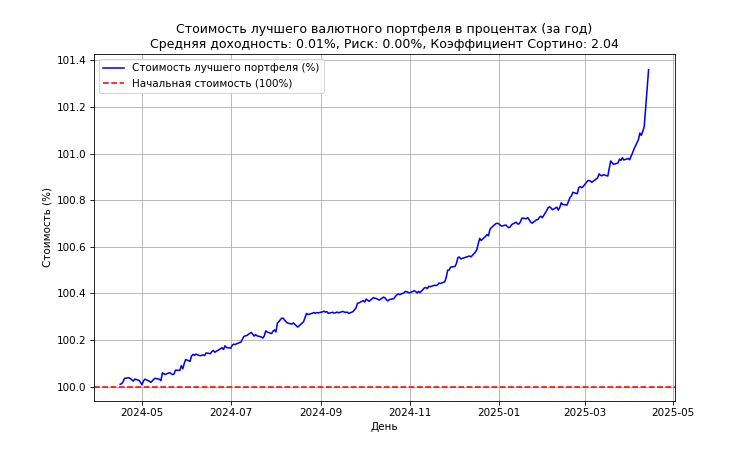 Стоимость лучшего валютного портфеля в процентах (за год)
Средняя доходность: 0.01%, Риск: 0.00%, Коэффициент Сортино: 2.04
Стоимость лучшего портфеля (%)
Начальная стоимость (100%)
Стоимость (%)
101.4
101.2
101.0
100.8
100.6
100.4
100.2
100.0
2024-05
2024-07
2024-09
2024-11
2025-01
2025-03
2025-05
День